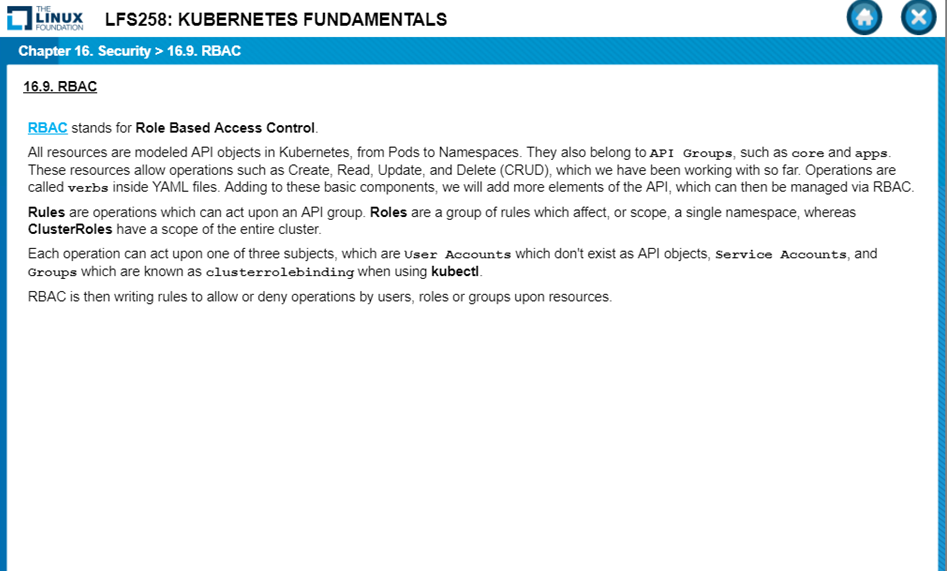 THE
LINUX
FOUNDATION
LFS258: KUBERNETES FUNDAMENTALS
Chapter 16. Security > 16.9. RBAC
16.9. RBAC
RBAC stands for Role Based Access Control.
All resources are modeled API objects in Kubernetes, from Pods to Namespaces. They also belong to API Groups, such as core and apps.
These resources allow operations such as Create, Read, Update, and Delete (CRUD), which we have been working with so far. Operations are
called verbs inside YAML files. Adding to these basic components, we will add more elements of the API, which can then be managed via RBAC.
Rules are operations which can act upon an API group. Roles are a group of rules which affect, or scope, a single namespace, whereas
ClusterRoles have a scope of the entire cluster.
Each operation can act upon one of three subjects, which are User Accounts which don't exist as API objects, Service Accounts, and
Groups which are known as clusterrolebinding when using kubectl.
RBAC is then writing rules to allow or deny operations by users, roles or groups upon resources.